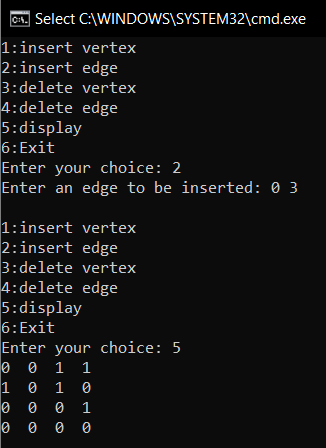 Select C:\WINDOWS\SYSTEM32\cmd.exe
1:insert vertex
2:insert edge
3:delete vertex
4:delete edge
5:display
6:Exit
Enter your choice: 2
Enter an edge to be inserted: 0 3
1:insert vertex
2:insert edge
3:delete vertex
4:delete edge
5:display
6:Exit
Enter your choice: 5
0  0  1  1
1  0  1  0
0  0  0  1
0  0  0  0